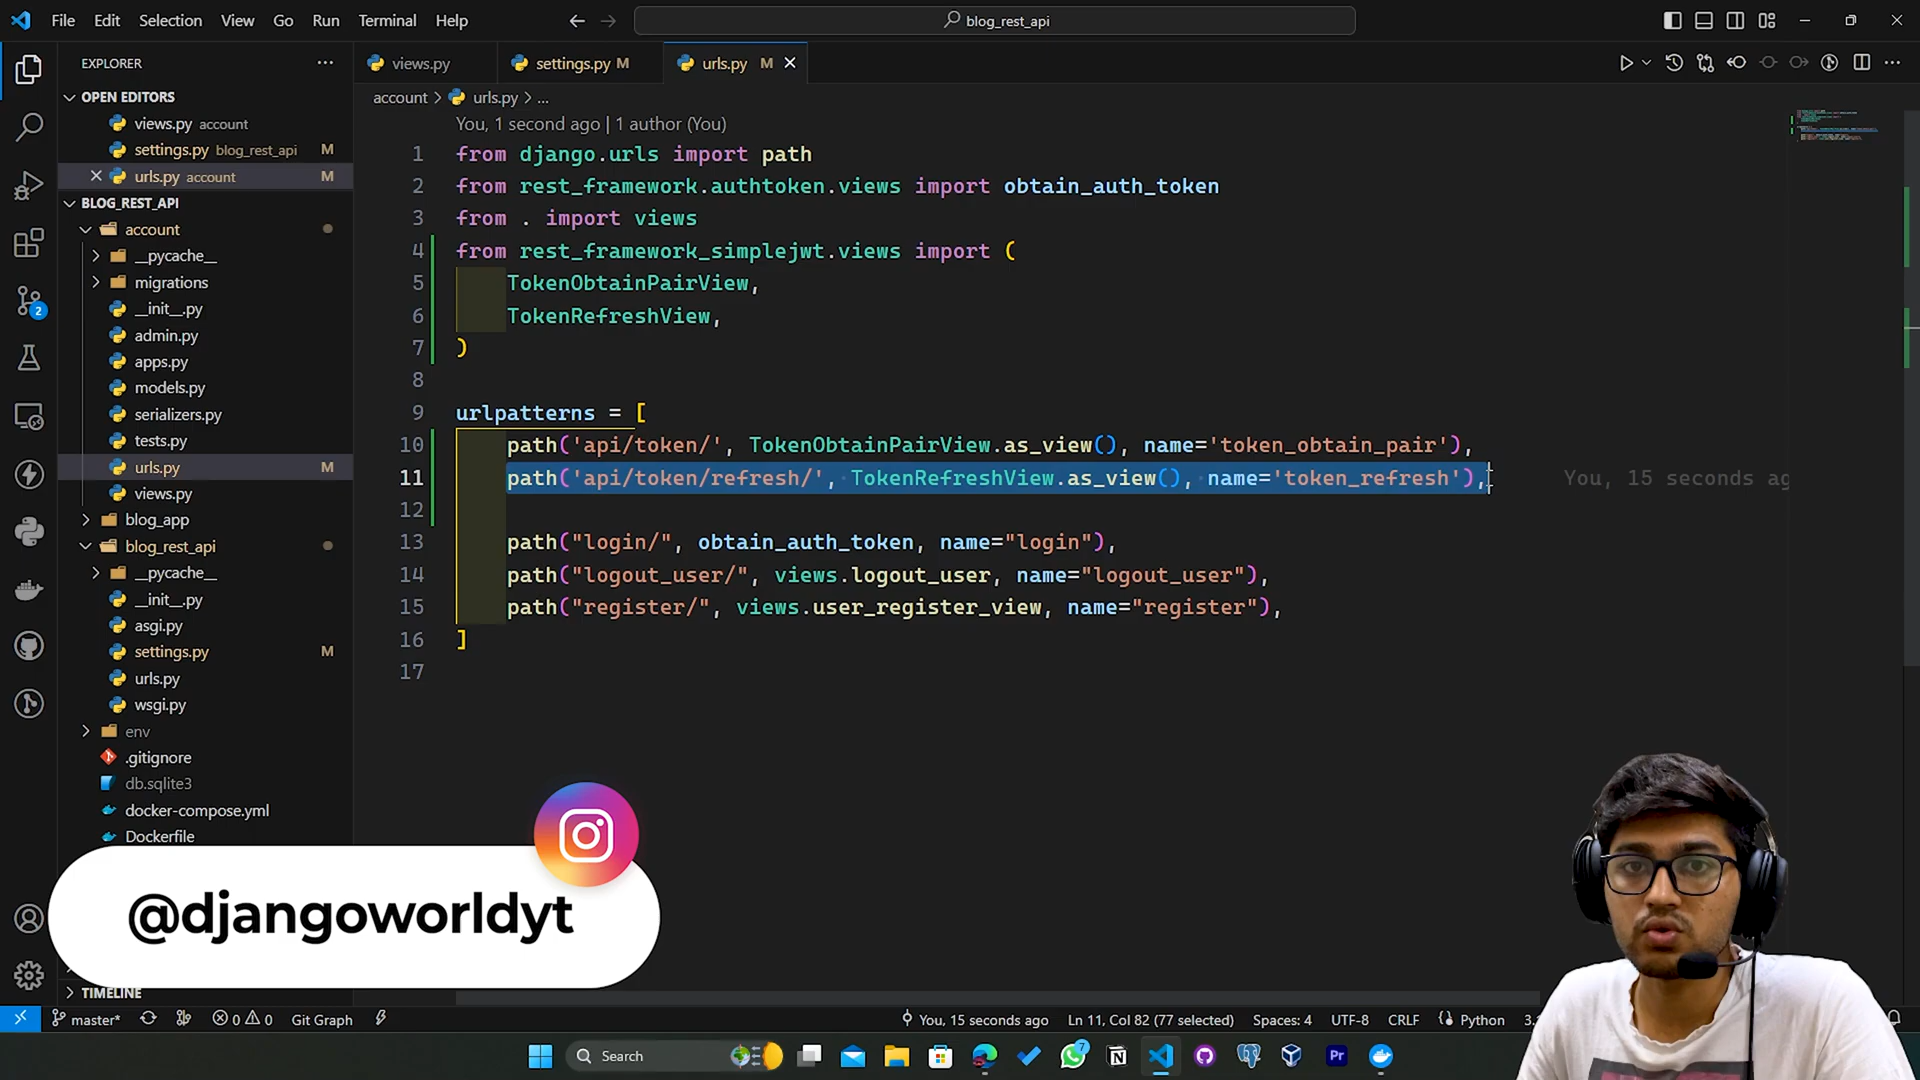 File Edit Selection View Go Run Terminal Help
blog_rest_api
EXPLORER
OPEN EDITORS
views.py account
settings.py blog_rest_api M
urls.py account M
BLOG_REST_API
account
__pycache__
migrations
__init__.py
admin.py
apps.py
models.py
serializers.py
tests.py
urls.py M
views.py
blog_app
blog_rest_api
__pycache__
__init__.py
asgi.py
settings.py M
urls.py
wsgi.py
env
.gitignore
db.sqlite3
docker-compose.yml
Dockerfile
TIMELINE
2
views.py
settings.py M
urls.py M
account > urls.py > ...
You, 1 second ago | 1 author (You)
1 from django.urls import path
2 from rest_framework.authtoken.views import obtain_auth_token
3 from . import views
4 from rest_framework_simplejwt.views import (
5 TokenObtainPairView,
6 TokenRefreshView,
7 )
8
9 urlpatterns = [
10 path('api/token/', TokenObtainPairView.as_view(), name='token_obtain_pair'),
11 path('api/token/refresh/', TokenRefreshView.as_view(), name='token_refresh'), You, 15 seconds ag
12
13 path("login/", obtain_auth_token, name="login"),
14 path("logout_user/", views.logout_user, name="logout_user"),
15 path("register/", views.user_register_view, name="register"),
16 ]
17
@djangoworldyt
master* 0 0 Git Graph You, 15 seconds ago Ln 11, Col 82 (77 selected) Spaces: 4 UTF-8 CRLF Python 3.
Search
7
Pr